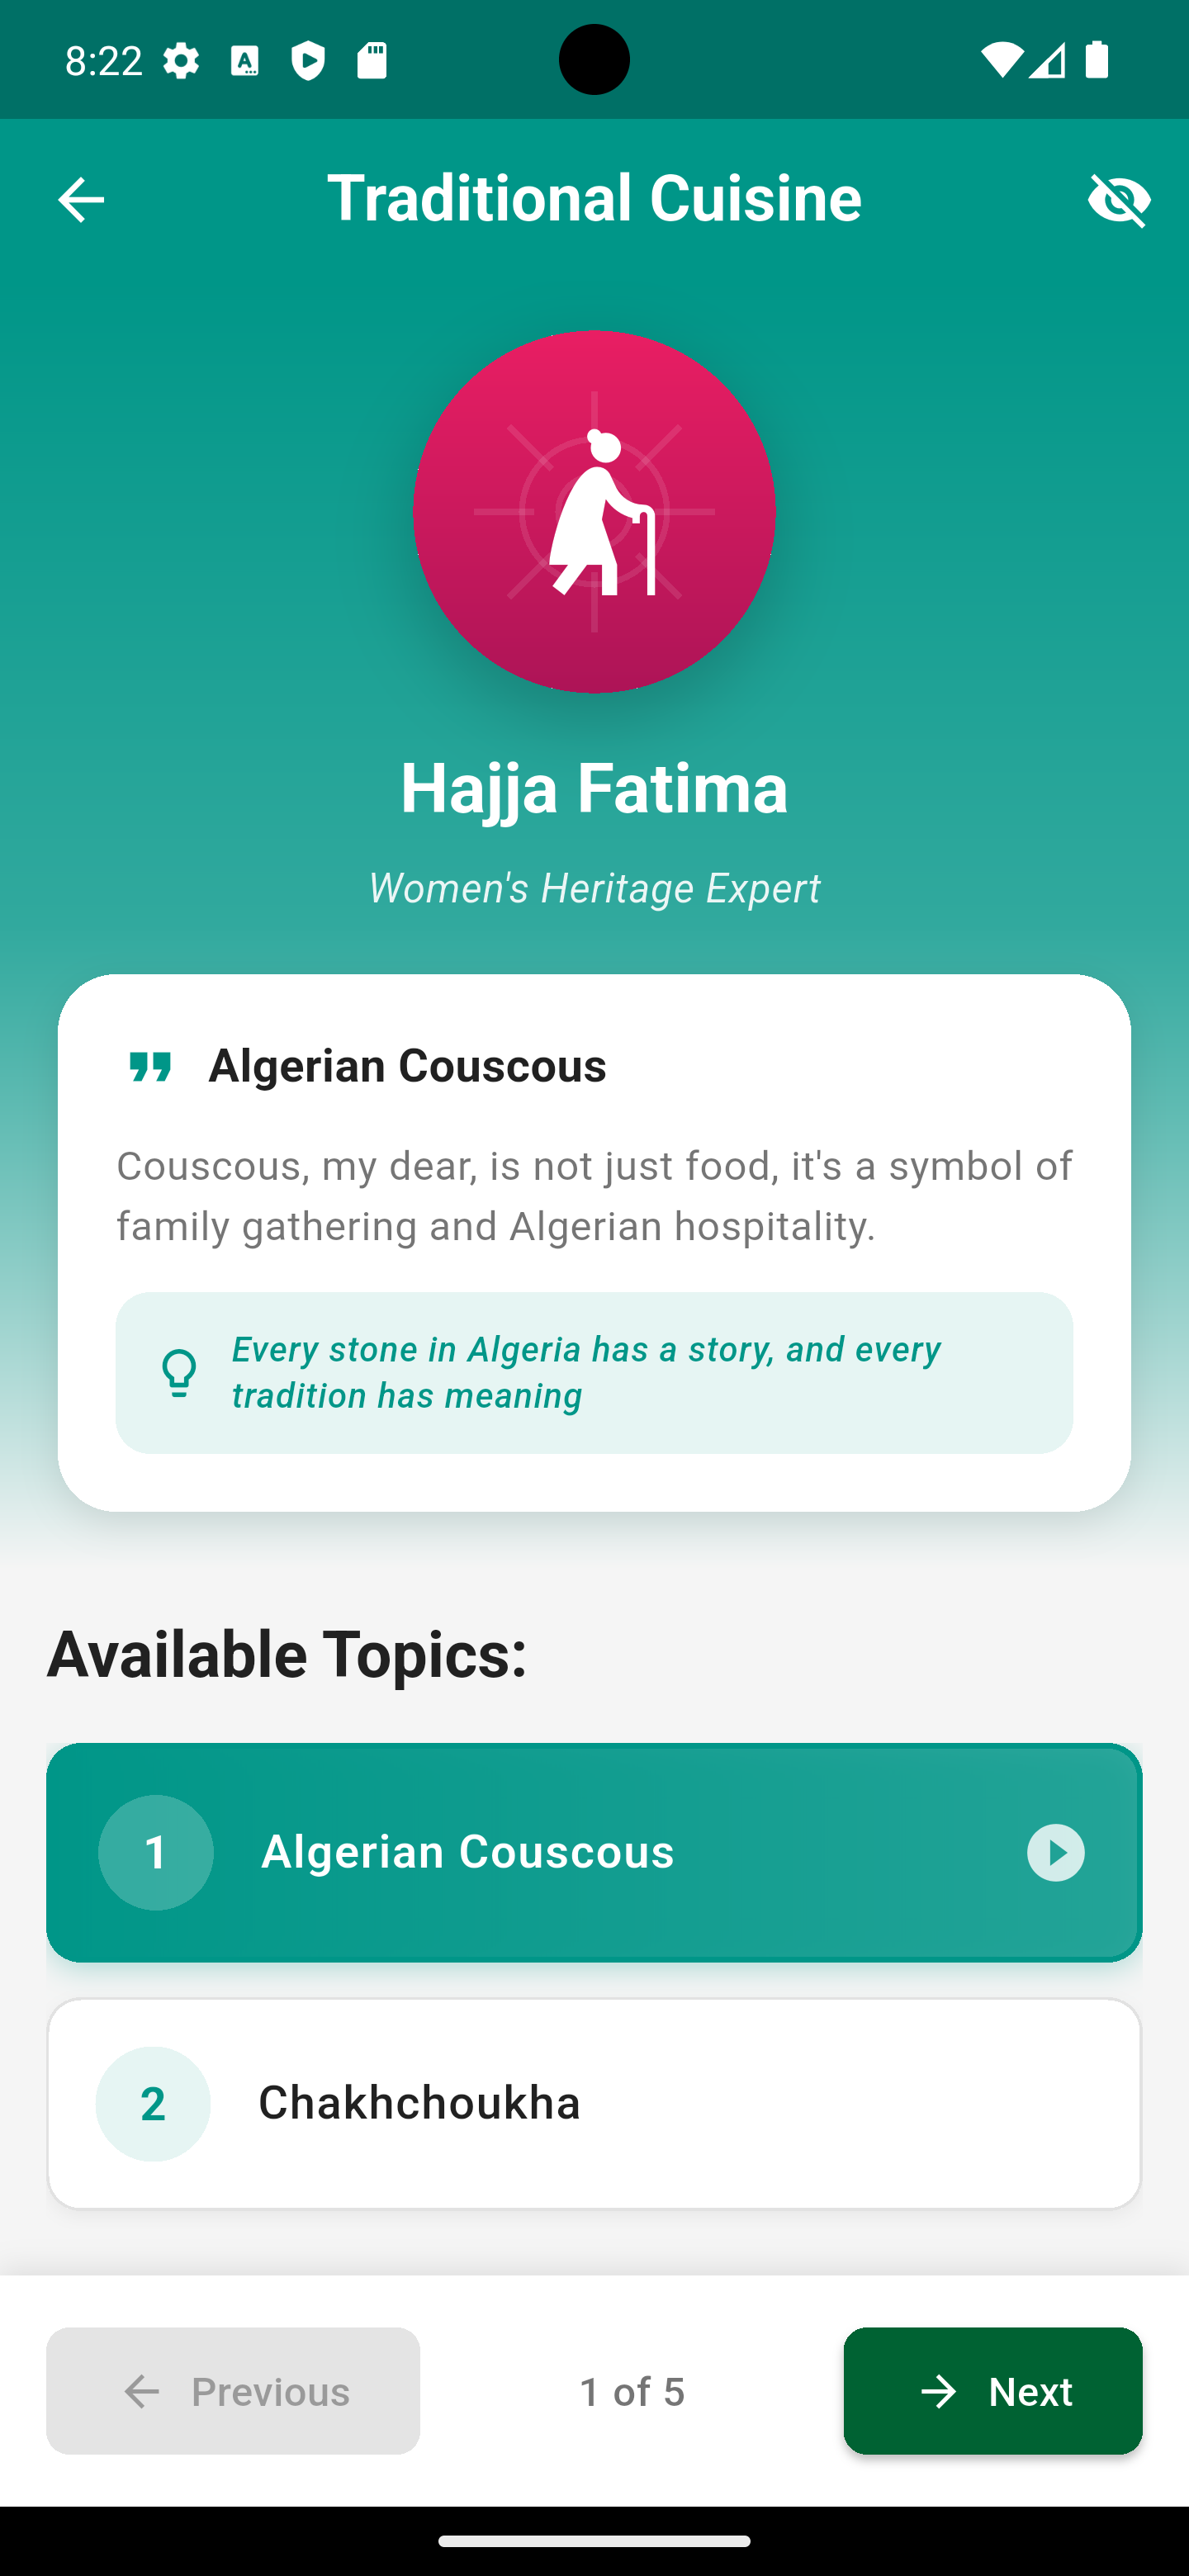 8:22
Traditional Cuisine
Hajja Fatima
Women's Heritage Expert
Algerian Couscous
Couscous, my dear, is not just food, it's a symbol of
family gathering and Algerian hospitality.
Every stone in Algeria has a story, and every
tradition has meaning
Available Topics:
1 Algerian Couscous
2 Chakhchoukha
Previous 1 of 5 Next